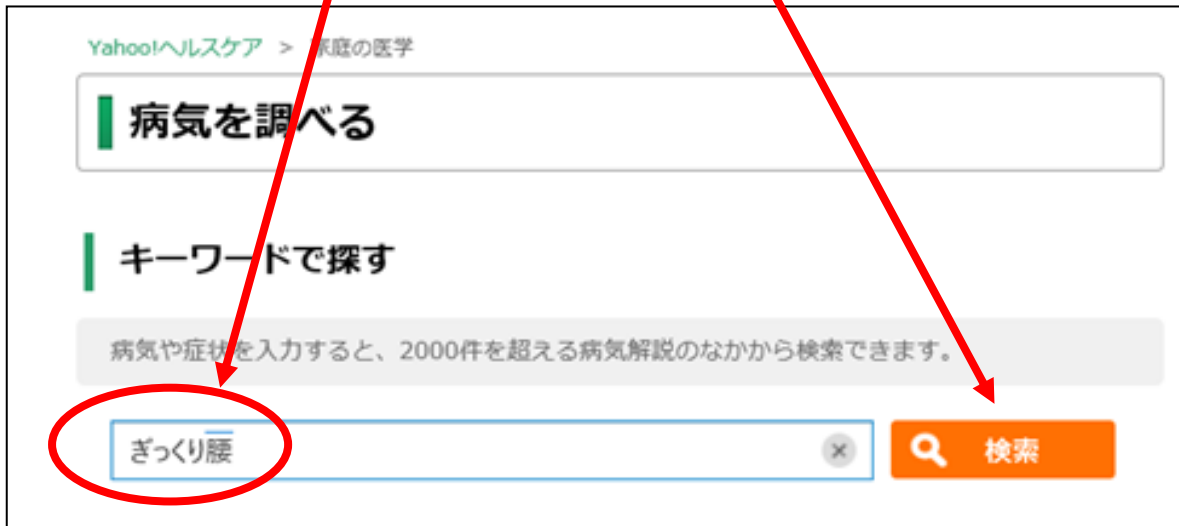 Yahoo!ヘルスケア > 家庭の医学
病気を調べる
キーワードで探す
病気や症状を入力すると、2000件を超える病気解説のなかから検索できます。
ぎっくり腰
検索